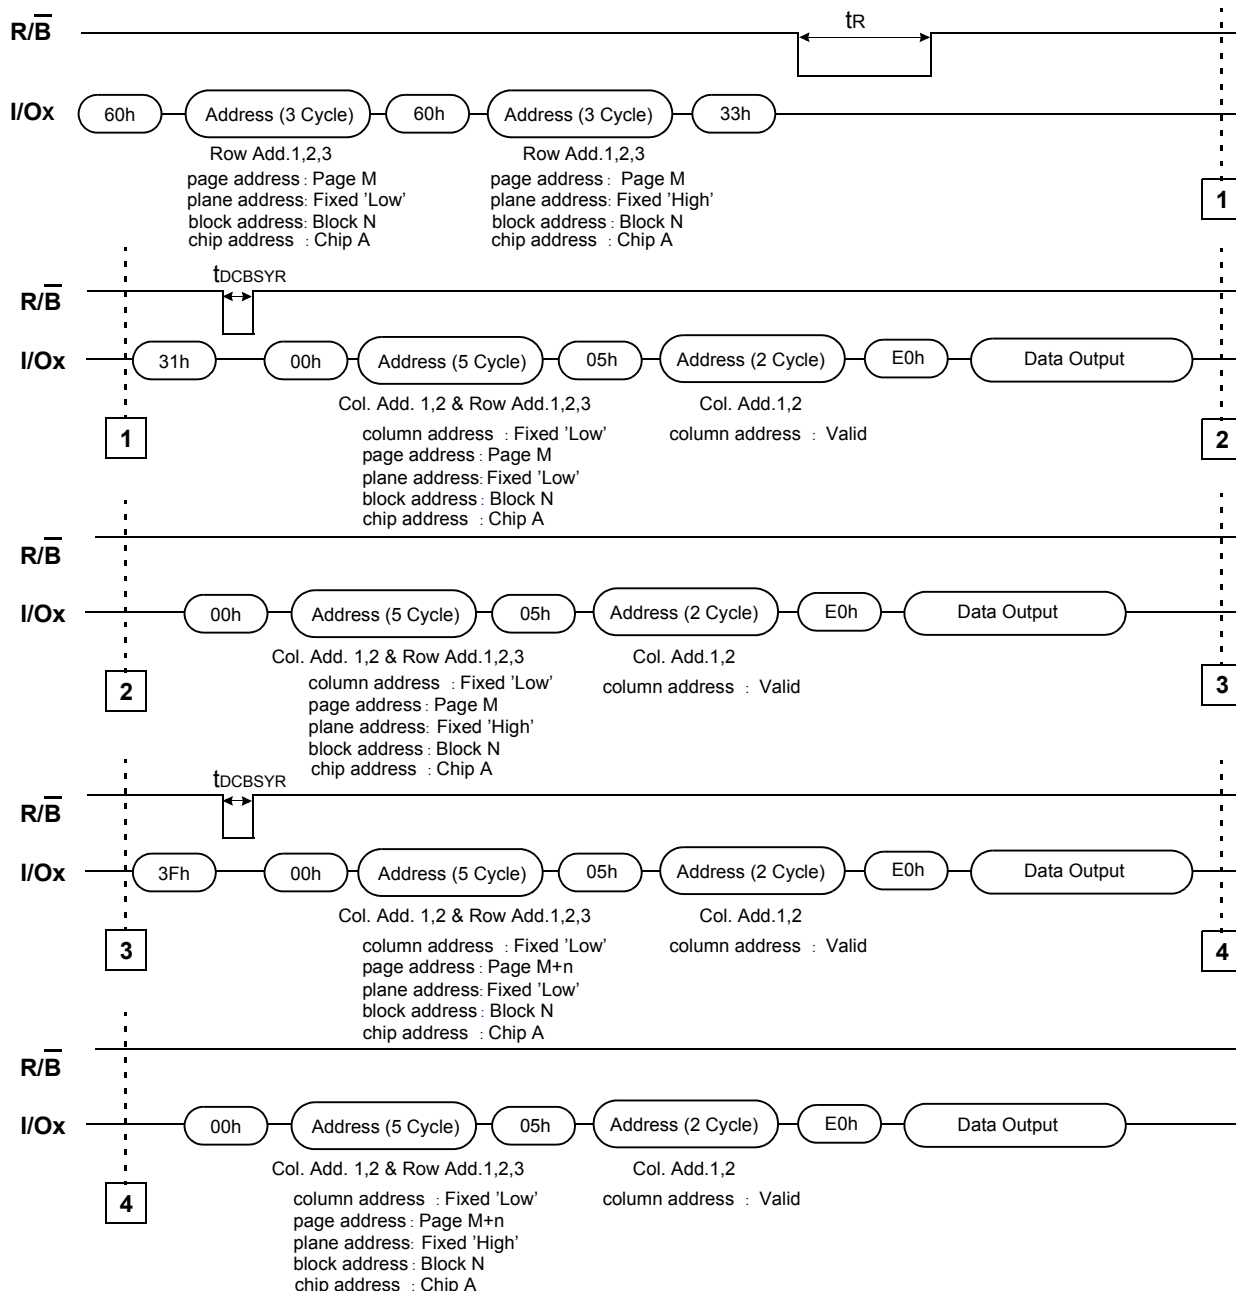 R/B tR
I/Ox 60h Address (3 Cycle) 60h Address (3 Cycle) 33h
Row Add.1,2,3 Row Add.1,2,3
page address : Page M page address : Page M
plane address: Fixed 'Low' plane address: Fixed 'High'
block address: Block N block address: Block N
chip address : Chip A chip address : Chip A
1
tDCBSYR
R/B
I/Ox 31h 00h Address (5 Cycle) 05h Address (2 Cycle) E0h Data Output
Col. Add. 1,2 & Row Add.1,2,3 Col. Add.1,2
column address : Fixed 'Low' column address : Valid
page address : Page M
plane address: Fixed 'Low'
block address : Block N
chip address : Chip A
1 2
R/B
I/Ox 00h Address (5 Cycle) 05h Address (2 Cycle) E0h Data Output
Col. Add. 1,2 & Row Add.1,2,3 Col. Add.1,2
column address : Fixed 'Low' column address : Valid
page address : Page M
plane address: Fixed 'High'
block address : Block N
chip address : Chip A
2 3
tDCBSYR
R/B
I/Ox 3Fh 00h Address (5 Cycle) 05h Address (2 Cycle) E0h Data Output
Col. Add. 1,2 & Row Add.1,2,3 Col. Add.1,2
column address : Fixed 'Low' column address : Valid
page address : Page M+n
plane address: Fixed 'Low'
block address : Block N
chip address : Chip A
3 4
R/B
I/Ox 00h Address (5 Cycle) 05h Address (2 Cycle) E0h Data Output
Col. Add. 1,2 & Row Add.1,2,3 Col. Add.1,2
column address : Fixed 'Low' column address : Valid
page address : Page M+n
plane address: Fixed 'High'
block address : Block N
chip address : Chip A
4